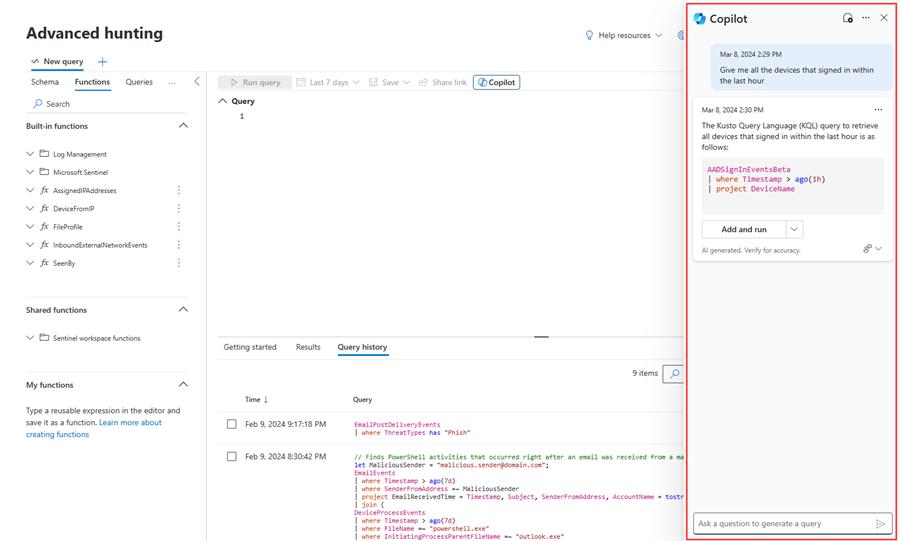 Advanced hunting
Help resources
New query
Schema
Functions
Queries
...
Search
Built-in functions
Log Management
Microsoft Sentinel
fx AssignedIPAddresses
fx DeviceFromIP
fx FileProfile
fx InboundExternalNetworkEvents
fx SeenBy
Shared functions
Sentinel workspace functions
My functions
Type a reusable expression in the editor and
save it as a function. Learn more about
creating functions
Run query
Last 7 days
Save
Share link
Copilot
Query
1
Getting started
Results
Query history
9 items
Time ↓
Query
Feb 9, 2024 9:17:18 PM
EmailPostDeliveryEvents
| where ThreatTypes has "Phish"
Feb 9, 2024 8:30:42 PM
// Finds PowerShell activities that occurred right after an email was received from a ma
let MaliciousSender = "malicious.sender@domain.com";
EmailEvents
| where Timestamp > ago(7d)
| where SenderFromAddress =~ MaliciousSender
| project EmailReceivedTime = Timestamp, Subject, SenderFromAddress, AccountName = tostr
| join (
DeviceProcessEvents
| where Timestamp > ago(7d)
| where FileName =~ "powershell.exe"
| where InitiatingProcessParentFileName =~ "outlook.exe"
Copilot
Mar 8, 2024 2:29 PM
Give me all the devices that signed in within
the last hour
Mar 8, 2024 2:30 PM
The Kusto Query Language (KQL) query to retrieve
all devices that signed in within the last hour is as
follows:
AADSignInEventsBeta
| where Timestamp > ago(1h)
| project DeviceName
Add and run
AI generated. Verify for accuracy.
Ask a question to generate a query